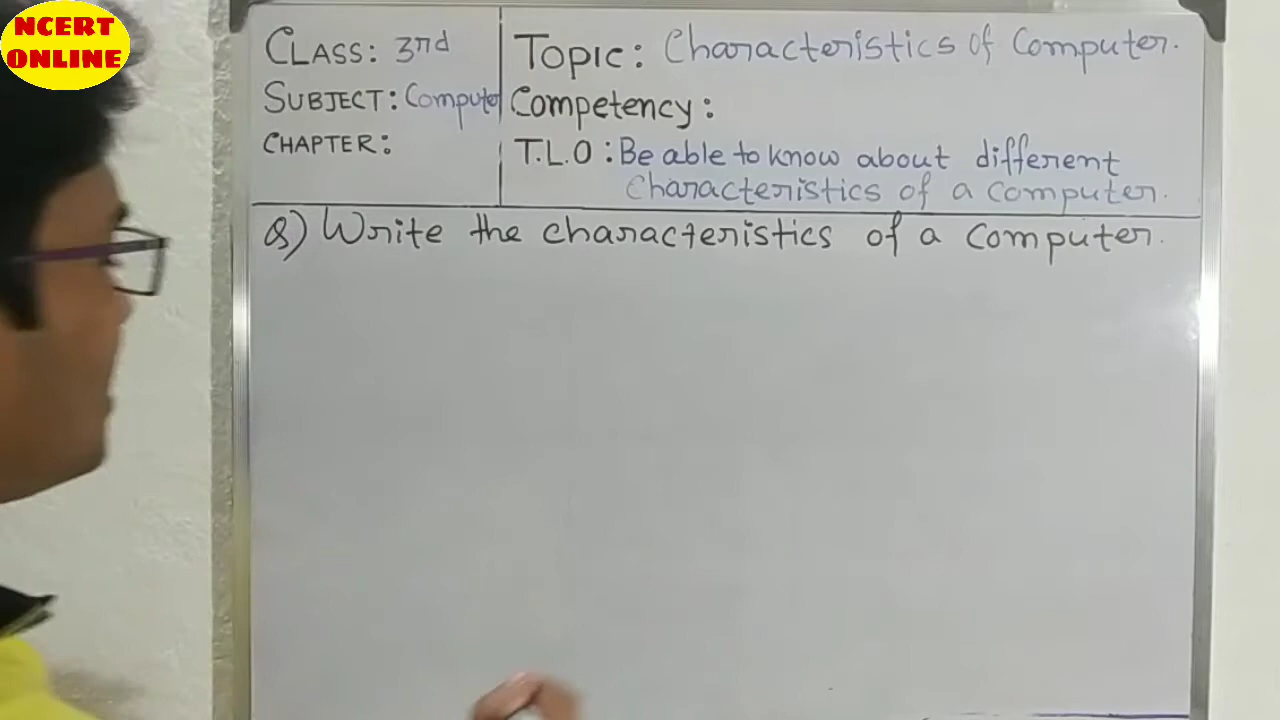 NCERT
ONLINE
CLASS: 3rd
SUBJECT: Computer
CHAPTER:
Topic: Characteristics of Computer.
Competency:
T.L.O: Be able to know about different
Characteristics of a Computer.
Q) Write the characteristics of a Computer.